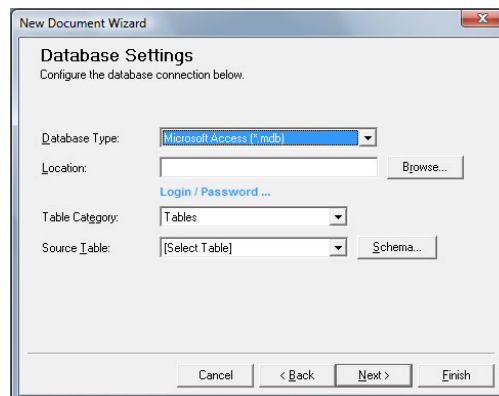 New Document Wizard
Database Settings
Configure the database connection below.
Database Type: Microsoft Access (*.mdb)
Location: Browse...
Login / Password ...
Table Category: Tables
Source Table: [Select Table] Schema...
Cancel < Back Next > Finish